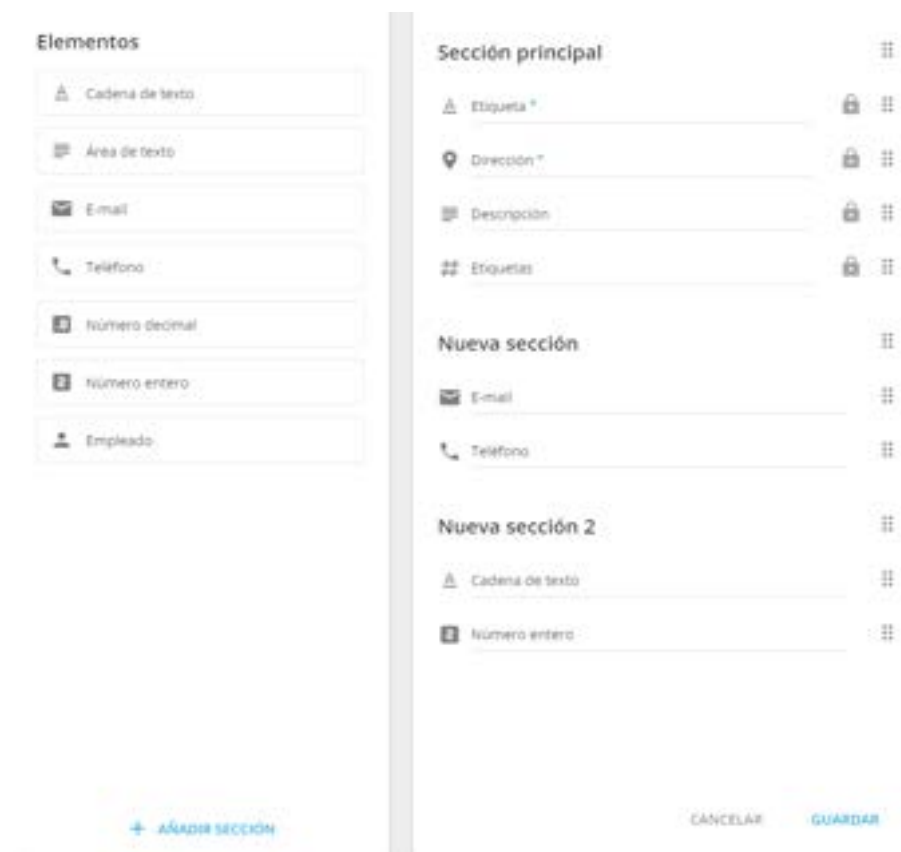 Elementos
Cadena de texto
Área de texto
E-mail
Teléfono
Número decimal
Número entero
Empleado
+ AÑADIR SECCIÓN
Sección principal
Etiqueta *
Dirección *
Descripción
Etiquetas
Nueva sección
E-mail
Teléfono
Nueva sección 2
Cadena de texto
Número entero
CANCELAR GUARDAR